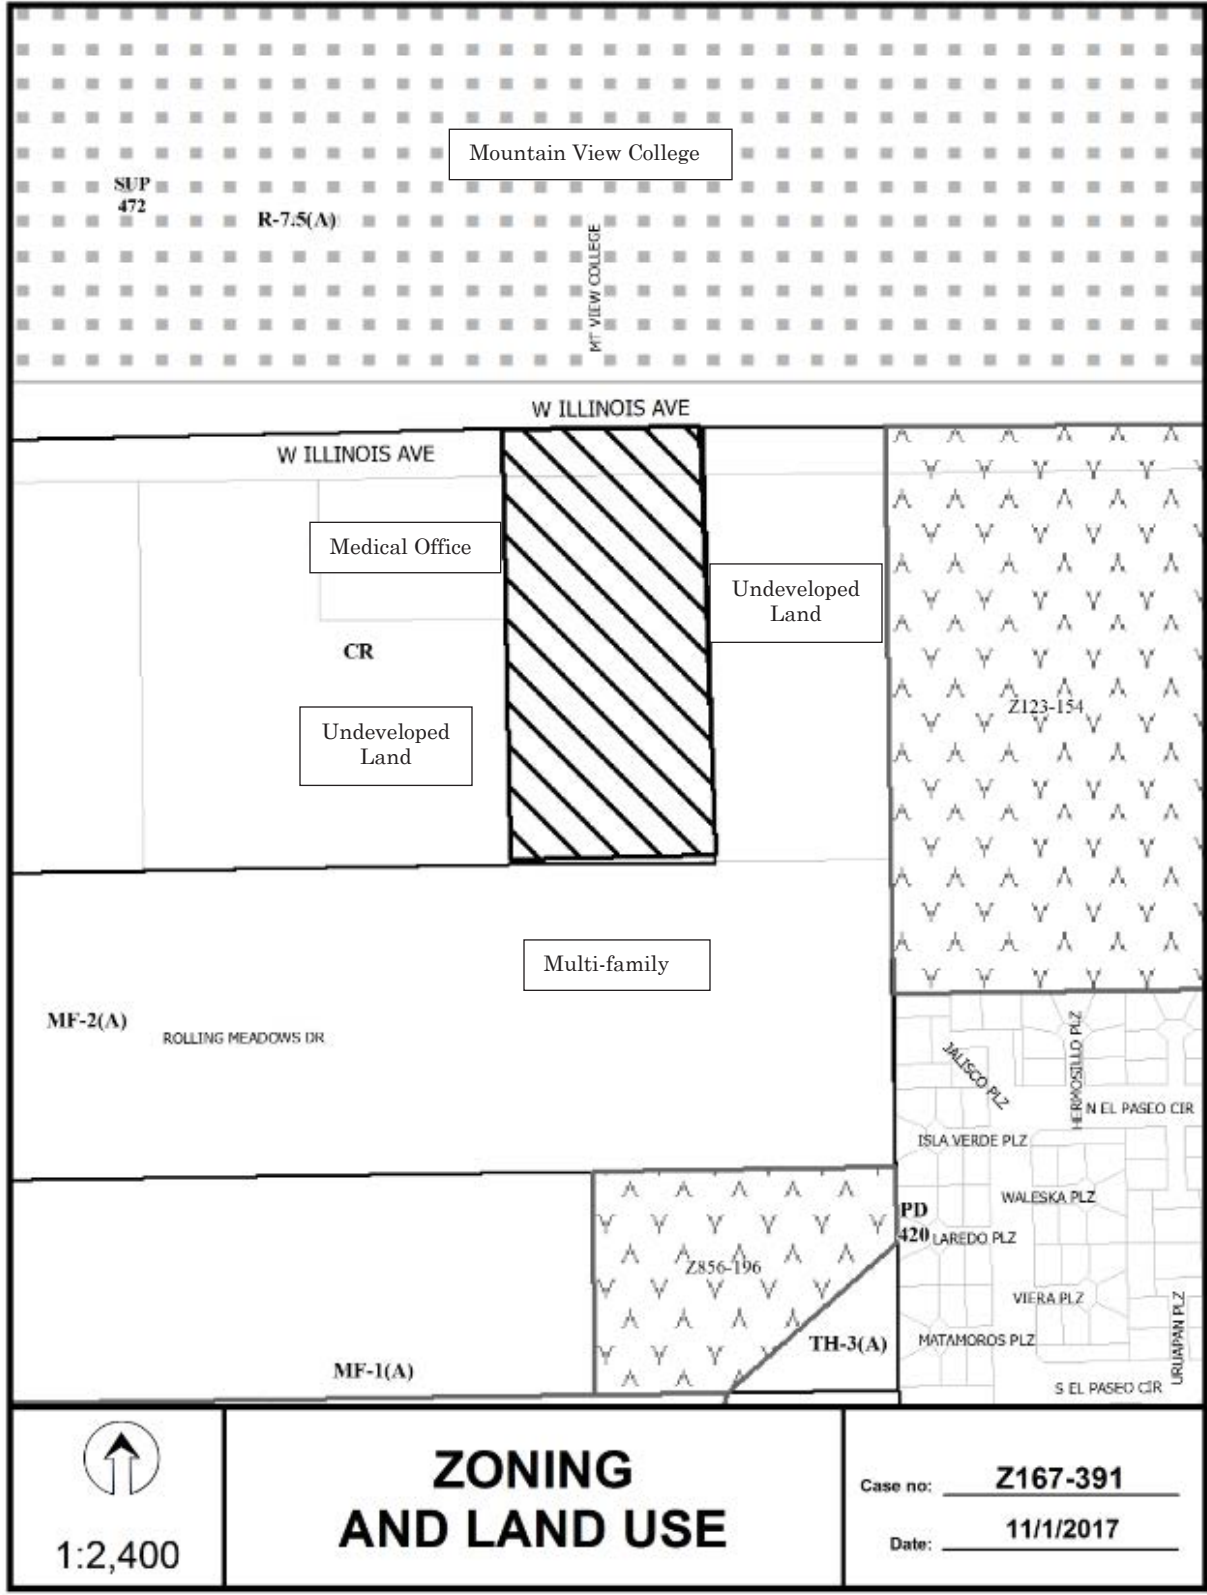 Mountain View College
SUP
472
R-7.5(A)
MT VIEW COLLEGE
W ILLINOIS AVE
W ILLINOIS AVE
Medical Office
Undeveloped
Land
CR
Z123-154
Undeveloped
Land
Multi-family
MF-2(A)
ROLLING MEADOWS DR
JALISCO PLZ
HERMOSILLO PLZ
N EL PASEO CIR
ISLA VERDE PLZ
WALESKA PLZ
PD
420
LAREDO PLZ
Z856-196
VIERA PLZ
URUAPAN PLZ
TH-3(A)
MATAMOROS PLZ
MF-1(A)
S EL PASEO CIR
1:2,400
ZONING
AND LAND USE
Case no: Z167-391
Date: 11/1/2017